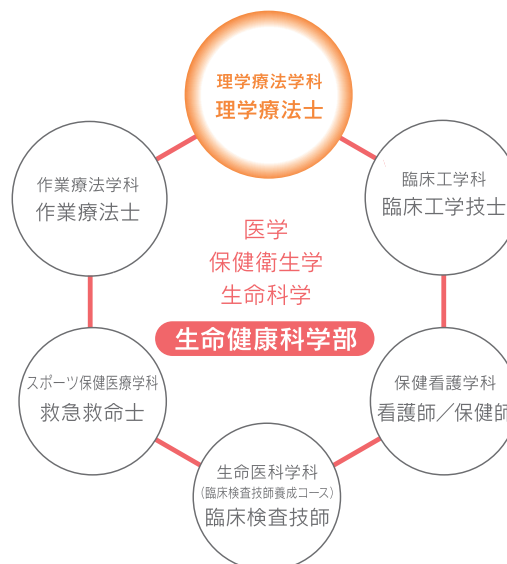 理学療法学科
理学療法士
作業療法学科
作業療法士
臨床工学科
臨床工学技士
医学
保健衛生学
生命科学
生命健康科学部
スポーツ保健医療学科
救急救命士
保健看護学科
看護師／保健師
生命医科学科
（臨床検査技師養成コース）
臨床検査技師